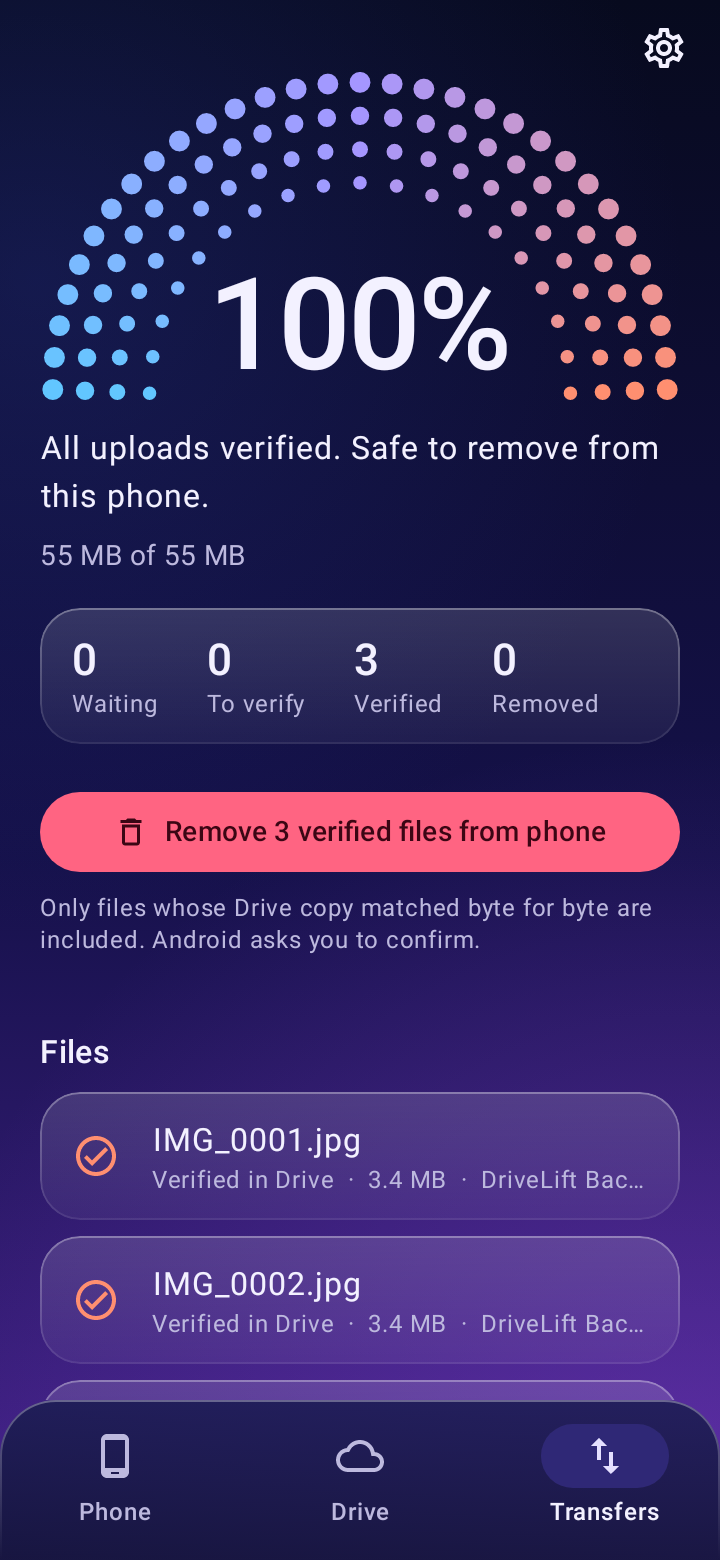 100%
All uploads verified. Safe to remove from
this phone.
55 MB of 55 MB
0 0 3 0
Waiting To verify Verified Removed
Remove 3 verified files from phone
Only files whose Drive copy matched byte for byte are
included. Android asks you to confirm.
Files
IMG_0001.jpg
Verified in Drive · 3.4 MB · DriveLift Bac…
IMG_0002.jpg
Verified in Drive · 3.4 MB · DriveLift Bac…
Phone Drive Transfers